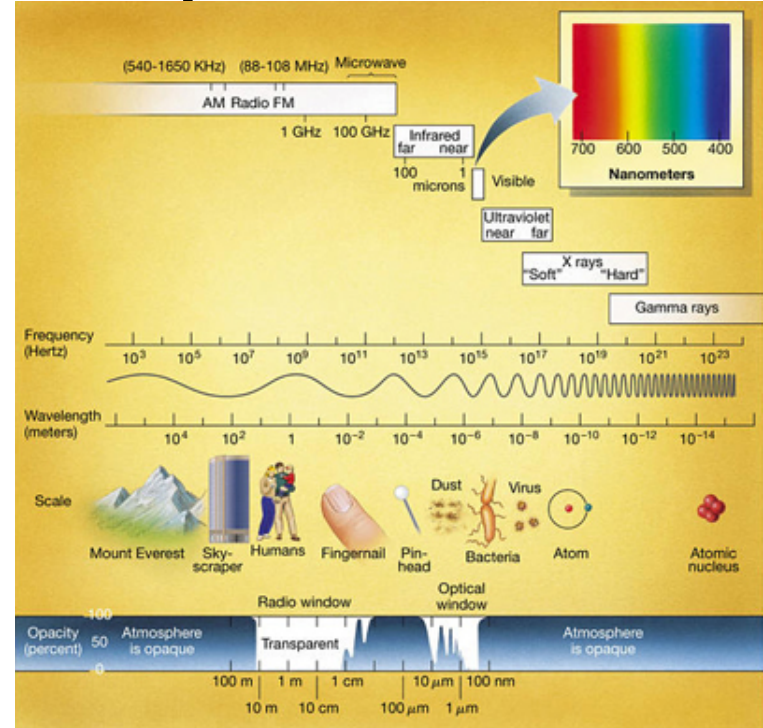 (540-1650 KHz) (88-108 MHz) Microwave
AM Radio FM
1 GHz 100 GHz
Infrared
far near
100 1
microns
Visible
700 600 500 400
Nanometers
Ultraviolet
near far
X rays
“Soft” “Hard”
Gamma rays
Frequency
(Hertz)
10³ 10⁵ 10⁷ 10⁹ 10¹¹ 10¹³ 10¹⁵ 10¹⁷ 10¹⁹ 10²¹ 10²³
Wavelength
(meters)
10⁴ 10² 1 10⁻² 10⁻⁴ 10⁻⁶ 10⁻⁸ 10⁻¹⁰ 10⁻¹² 10⁻¹⁴
Scale
Mount Everest
Sky-
scraper
Humans
Fingernail
Pin-
head
Dust
Bacteria
Virus
Atom
Atomic
nucleus
Radio window
Optical
window
Opacity
(percent)
100
50
0
Atmosphere
is opaque
Transparent
Atmosphere
is opaque
100 m 1 m 1 cm 10 μm 100 nm
10 m 10 cm 100 μm 1 μm